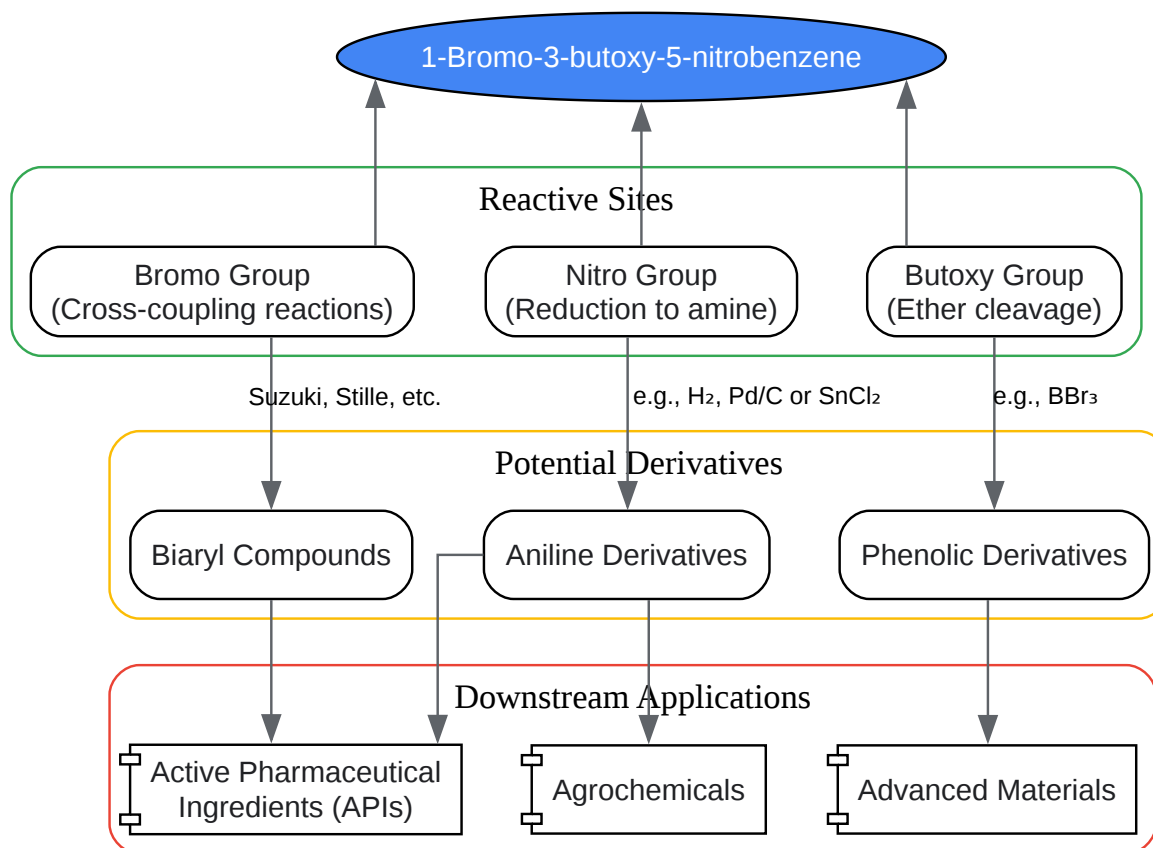 1-Bromo-3-butoxy-5-nitrobenzene
Reactive Sites
Bromo Group
(Cross-coupling reactions)
Nitro Group
(Reduction to amine)
Butoxy Group
(Ether cleavage)
Suzuki, Stille, etc.
e.g., H₂, Pd/C or SnCl₂
e.g., BBr₃
Potential Derivatives
Biaryl Compounds
Aniline Derivatives
Phenolic Derivatives
Downstream Applications
Active Pharmaceutical
Ingredients (APIs)
Agrochemicals
Advanced Materials